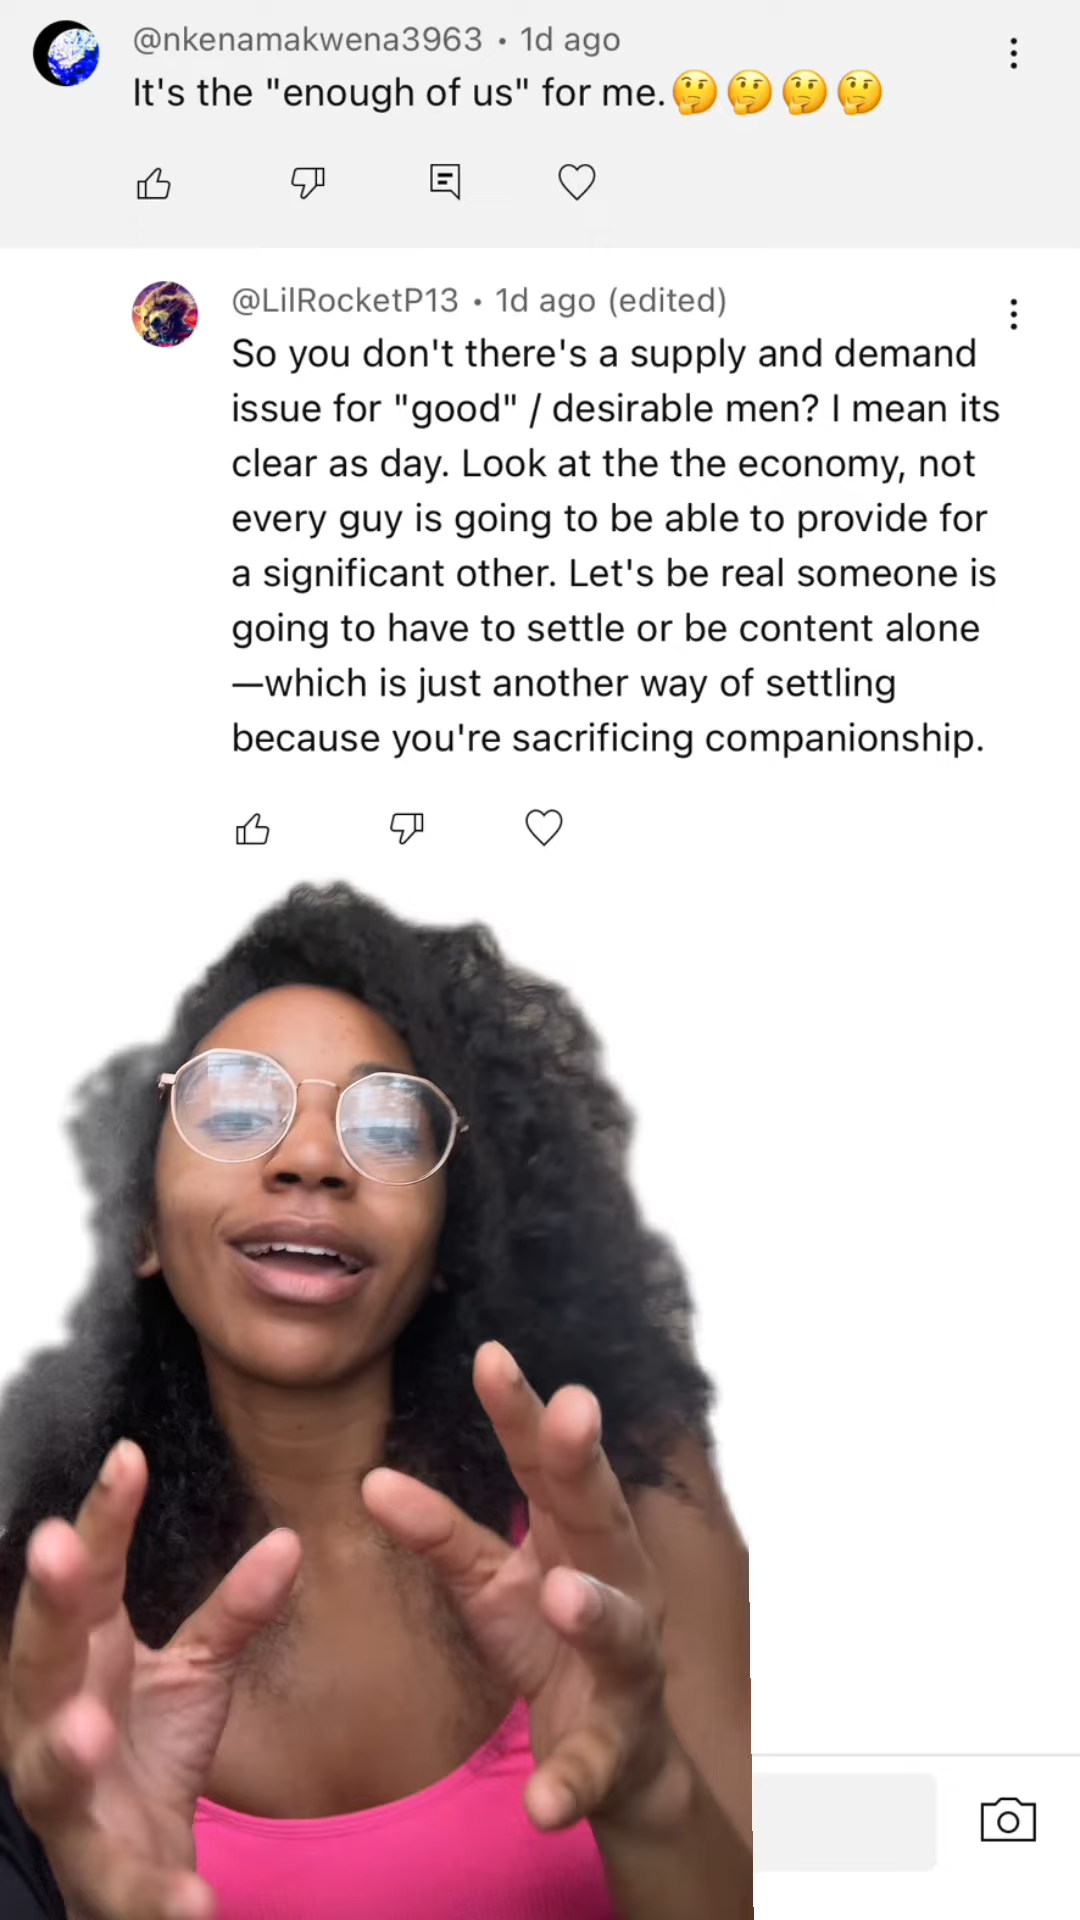 @nkenamakwena3963 • 1d ago
It's the "enough of us" for me.🤔🤔🤔🤔
@LilRocketP13 • 1d ago (edited)
So you don't there's a supply and demand
issue for "good" / desirable men? I mean its
clear as day. Look at the the economy, not
every guy is going to be able to provide for
a significant other. Let's be real someone is
going to have to settle or be content alone
—which is just another way of settling
because you're sacrificing companionship.